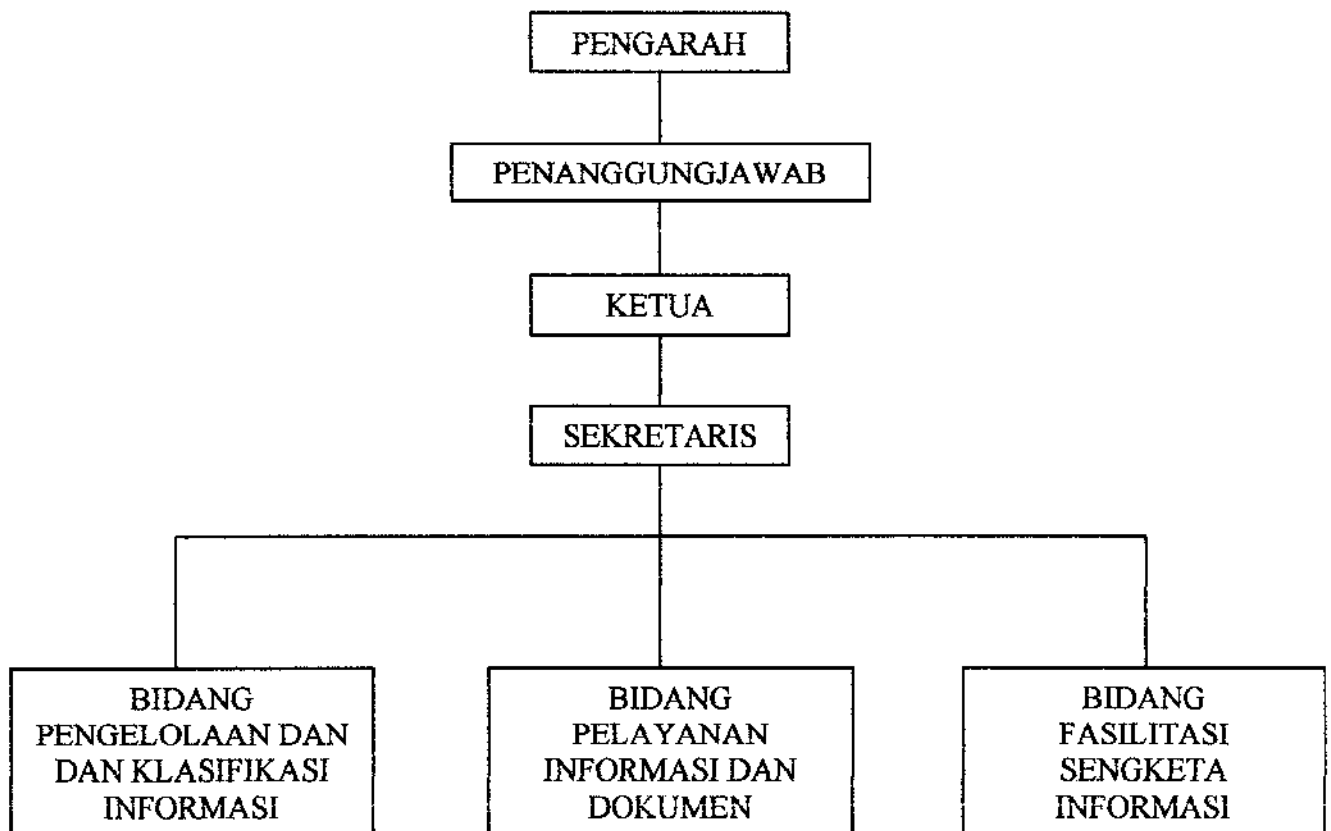 PENGARAH
PENANGGUNGJAWAB
KETUA
SEKRETARIS
BIDANG
PENGELOLAAN DAN
DAN KLASIFIKASI
INFORMASI
BIDANG
PELAYANAN
INFORMASI DAN
DOKUMEN
BIDANG
FASILITASI
SENGKETA
INFORMASI